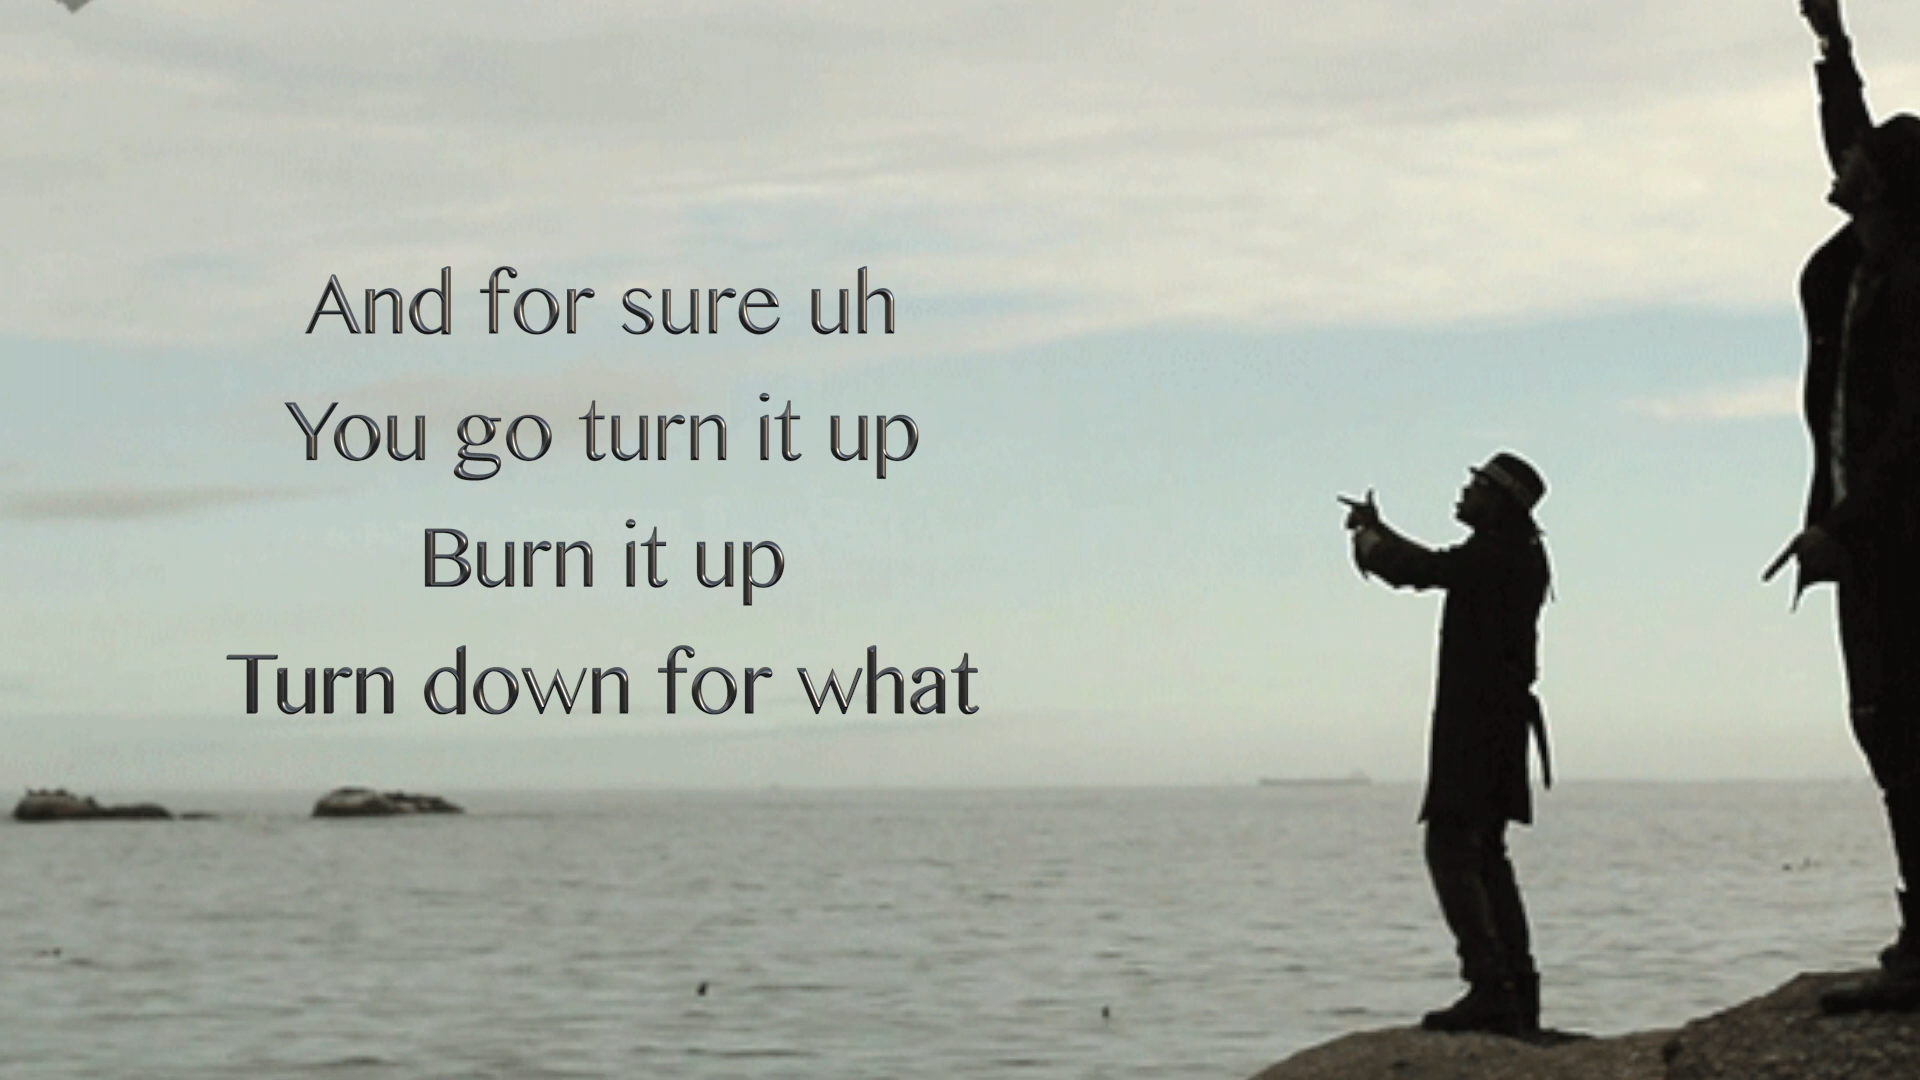 And for sure uh
You go turn it up
Burn it up
Turn down for what